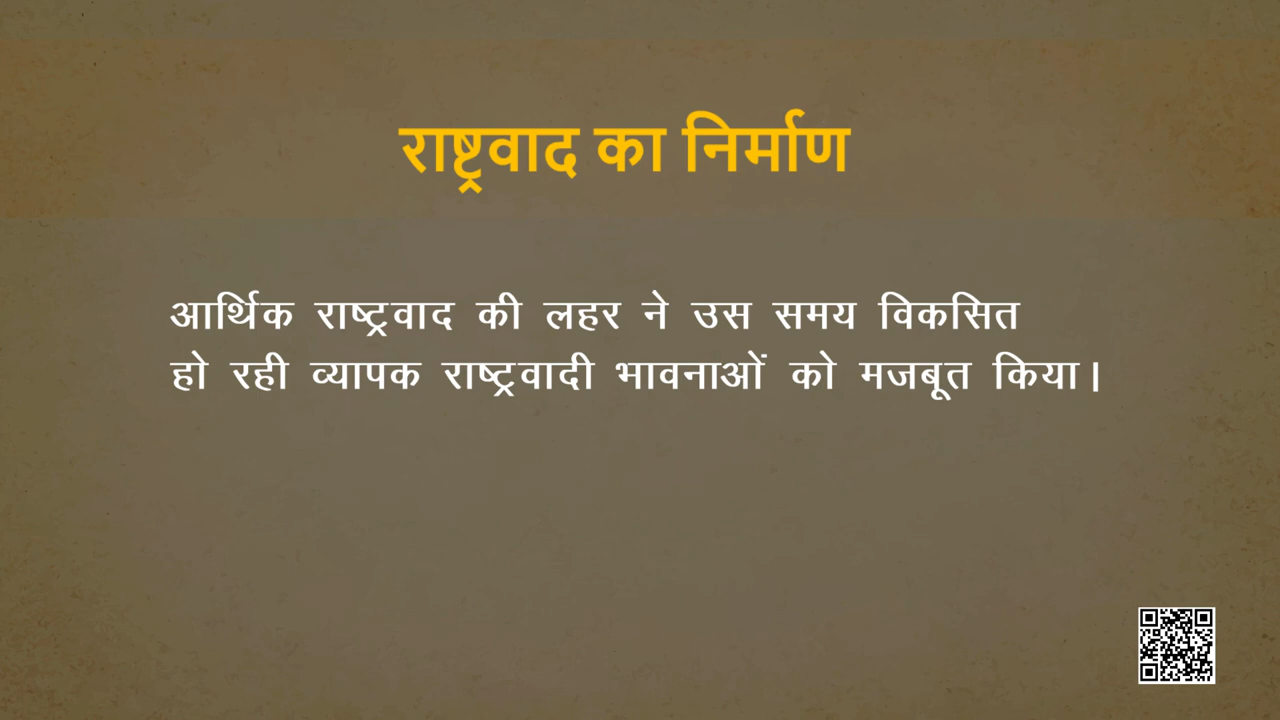 राष्ट्रवाद का निर्माण
आर्थिक राष्ट्रवाद की लहर ने उस समय विकसित
हो रही व्यापक राष्ट्रवादी भावनाओं को मजबूत किया।